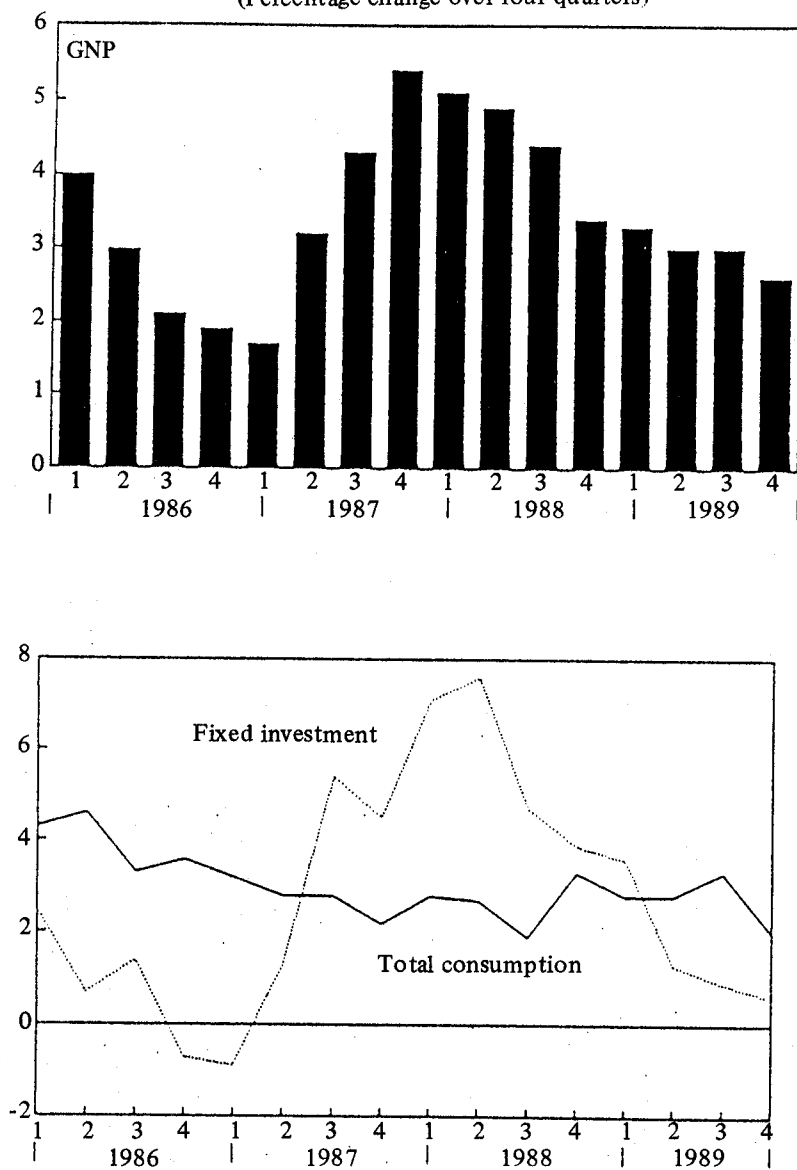 (Percentage change over four quarters)
6
GNP
5
4
3
2
1
0
1 2 3 4 1 2 3 4 1 2 3 4 1 2 3 4
| 1986 | 1987 | 1988 | 1989 |
8
Fixed investment
6
4
2
Total consumption
0
-2
1 2 3 4 1 2 3 4 1 2 3 4 1 2 3 4
| 1986 | 1987 | 1988 | 1989 |